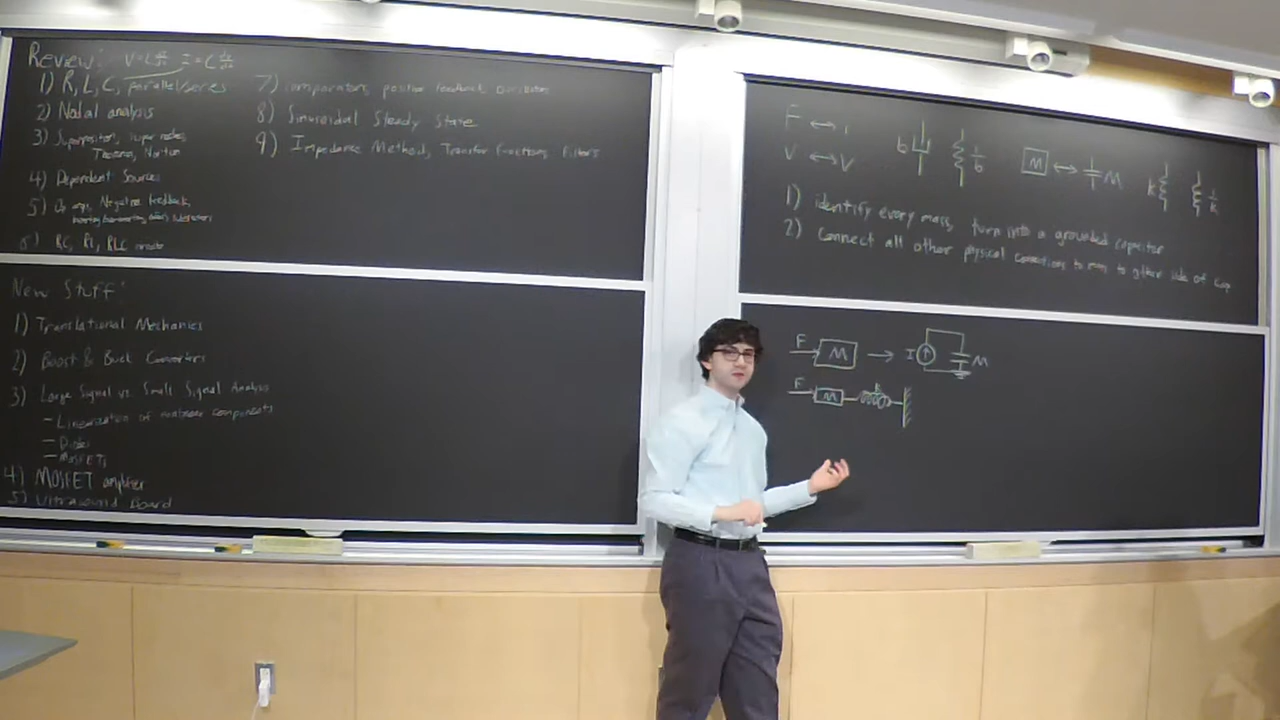 Review: V=L di/dt I=C dv/dt
1) R, L, C, parallel/series
2) Nodal analysis
3) Superposition, super nodes,
Thevenin, Norton
4) Dependent Sources
5) Op amps, Negative feedback,
6) RC, RL, RLC circuits
7) comparators, positive feedback, oscillators
8) Sinusoidal Steady State
9) Impedance Method, Transfer Functions, Filters
New Stuff:
1) Translational Mechanics
2) Boost & Buck Converters
3) Large Signal vs. Small Signal Analysis
- Linearization of nonlinear components
- Diodes
- MOSFETs
4) MOSFET amplifier
5) Ultrasound Board
F ↔ i
V ↔ V
b 1/b M ↔ M k 1/k
1) identify every mass, turn into a grounded capacitor
2) Connect all other physical connections to mass to other side of cap
F M → I M
F M k